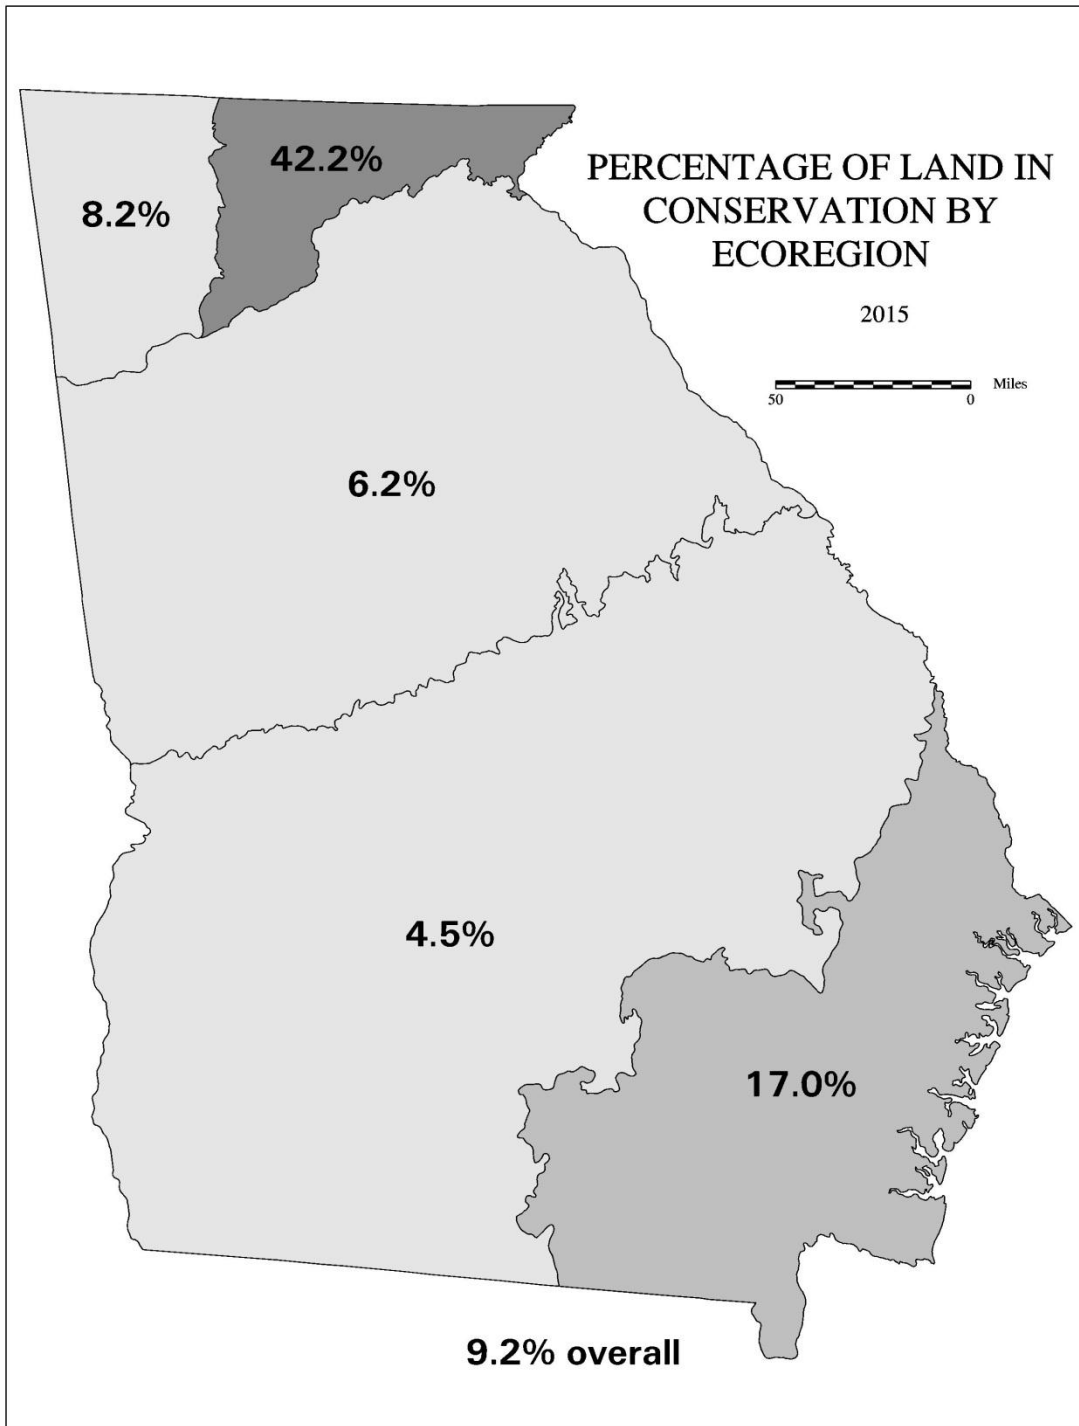 PERCENTAGE OF LAND IN
CONSERVATION BY
ECOREGION
2015
50 0 Miles
42.2%
8.2%
6.2%
4.5%
17.0%
9.2% overall